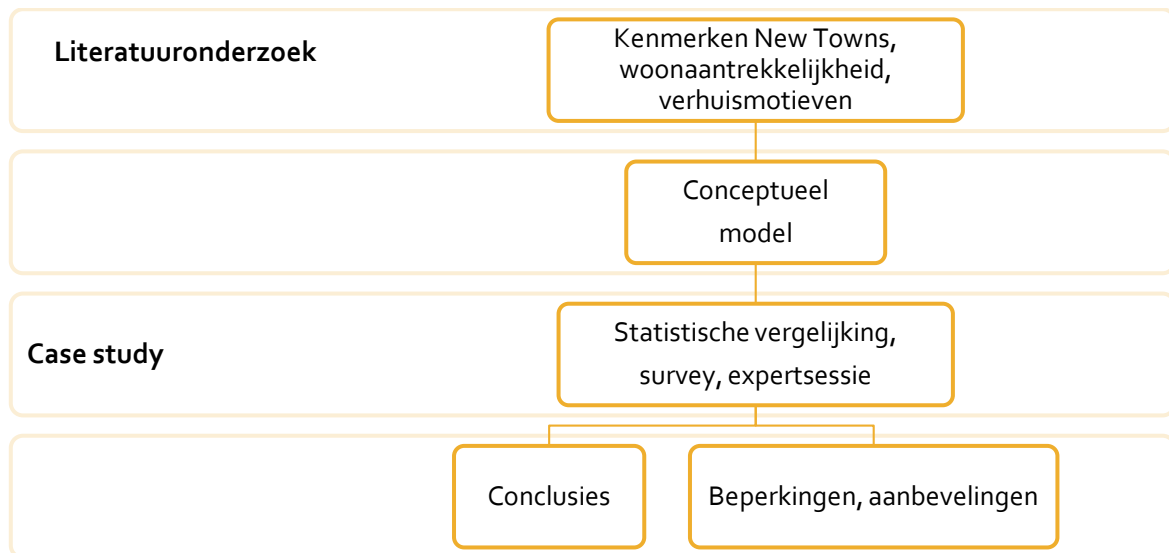 Literatuuronderzoek
Kenmerken New Towns,
woonaantrekkelijkheid,
verhuismotieven
Conceptueel
model
Case study
Statistische vergelijking,
survey, expertsessie
Conclusies
Beperkingen, aanbevelingen